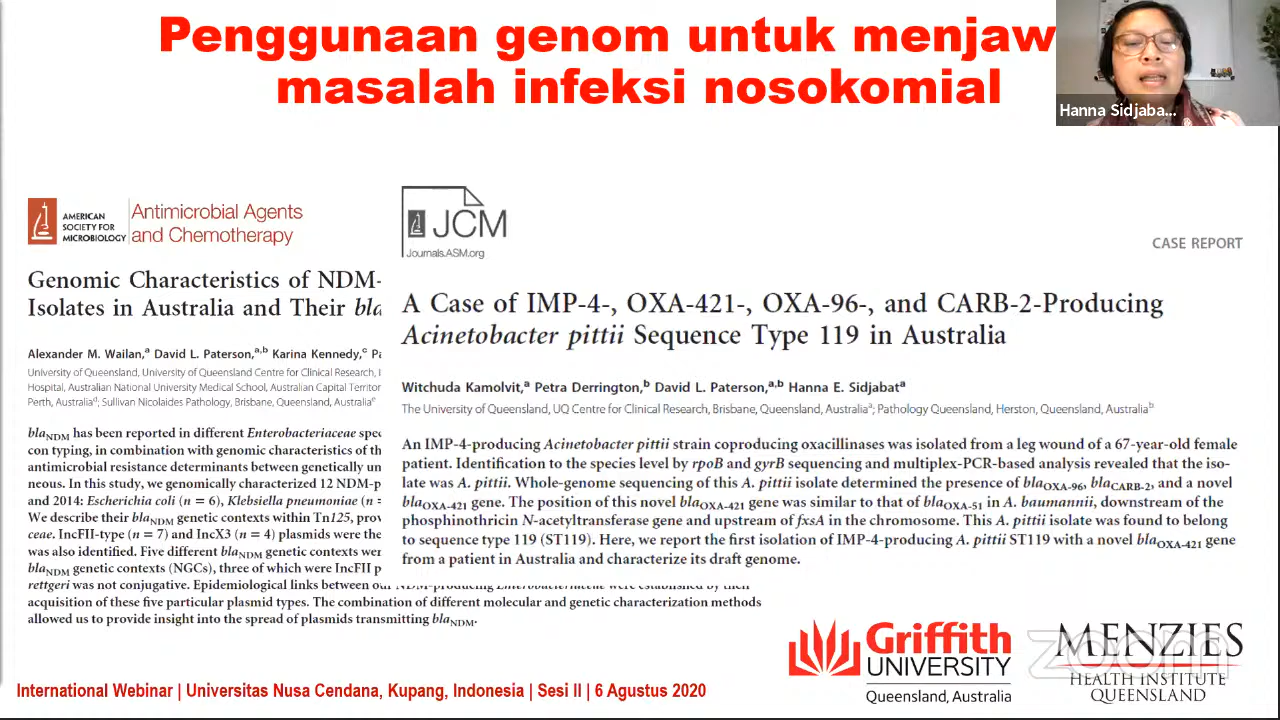 Penggunaan genom untuk menjaw
masalah infeksi nosokomial
Hanna Sidjaba...
AMERICAN
SOCIETY FOR
MICROBIOLOGY
Antimicrobial Agents
and Chemotherapy
Genomic Characteristics of NDM-
Isolates in Australia and Their bla
Alexander M. Wailan,a David L. Paterson,a,b Karina Kennedy,c Pa
University of Queensland, University of Queensland Centre for Clinical Research,
Hospital, Australian National University Medical School, Australian Capital Territor
Perth, Australiad; Sullivan Nicolaides Pathology, Brisbane, Queensland, Australiae
blaNDM has been reported in different Enterobacteriaceae spec
con typing, in combination with genomic characteristics of th
antimicrobial resistance determinants between genetically un
neous. In this study, we genomically characterized 12 NDM-p
and 2014: Escherichia coli (n = 6), Klebsiella pneumoniae (n =
We describe their blaNDM genetic contexts within Tn125, prov
ceae. IncFII-type (n = 7) and IncX3 (n = 4) plasmids were the
was also identified. Five different blaNDM genetic contexts wer
blaNDM genetic contexts (NGCs), three of which were IncFII p
rettgeri was not conjugative. Epidemiological links between our NDM-producing Enterobacteriaceae were established by their
acquisition of these five particular plasmid types. The combination of different molecular and genetic characterization methods
allowed us to provide insight into the spread of plasmids transmitting blaNDM.
JCM
Journals.ASM.org
CASE REPORT
A Case of IMP-4-, OXA-421-, OXA-96-, and CARB-2-Producing
Acinetobacter pittii Sequence Type 119 in Australia
Witchuda Kamolvit,a Petra Derrington,b David L. Paterson,a,b Hanna E. Sidjabata
The University of Queensland, UQ Centre for Clinical Research, Brisbane, Queensland, Australiaa; Pathology Queensland, Herston, Queensland, Australiab
An IMP-4-producing Acinetobacter pittii strain coproducing oxacillinases was isolated from a leg wound of a 67-year-old female
patient. Identification to the species level by rpoB and gyrB sequencing and multiplex-PCR-based analysis revealed that the iso-
late was A. pittii. Whole-genome sequencing of this A. pittii isolate determined the presence of blaOXA-96, blaCARB-2, and a novel
blaOXA-421 gene. The position of this novel blaOXA-421 gene was similar to that of blaOXA-51 in A. baumannii, downstream of the
phosphinothricin N-acetyltransferase gene and upstream of fxsA in the chromosome. This A. pittii isolate was found to belong
to sequence type 119 (ST119). Here, we report the first isolation of IMP-4-producing A. pittii ST119 with a novel blaOXA-421 gene
from a patient in Australia and characterize its draft genome.
Griffith
UNIVERSITY
Queensland, Australia
MENZIES
HEALTH INSTITUTE
QUEENSLAND
zoom
International Webinar | Universitas Nusa Cendana, Kupang, Indonesia | Sesi II | 6 Agustus 2020